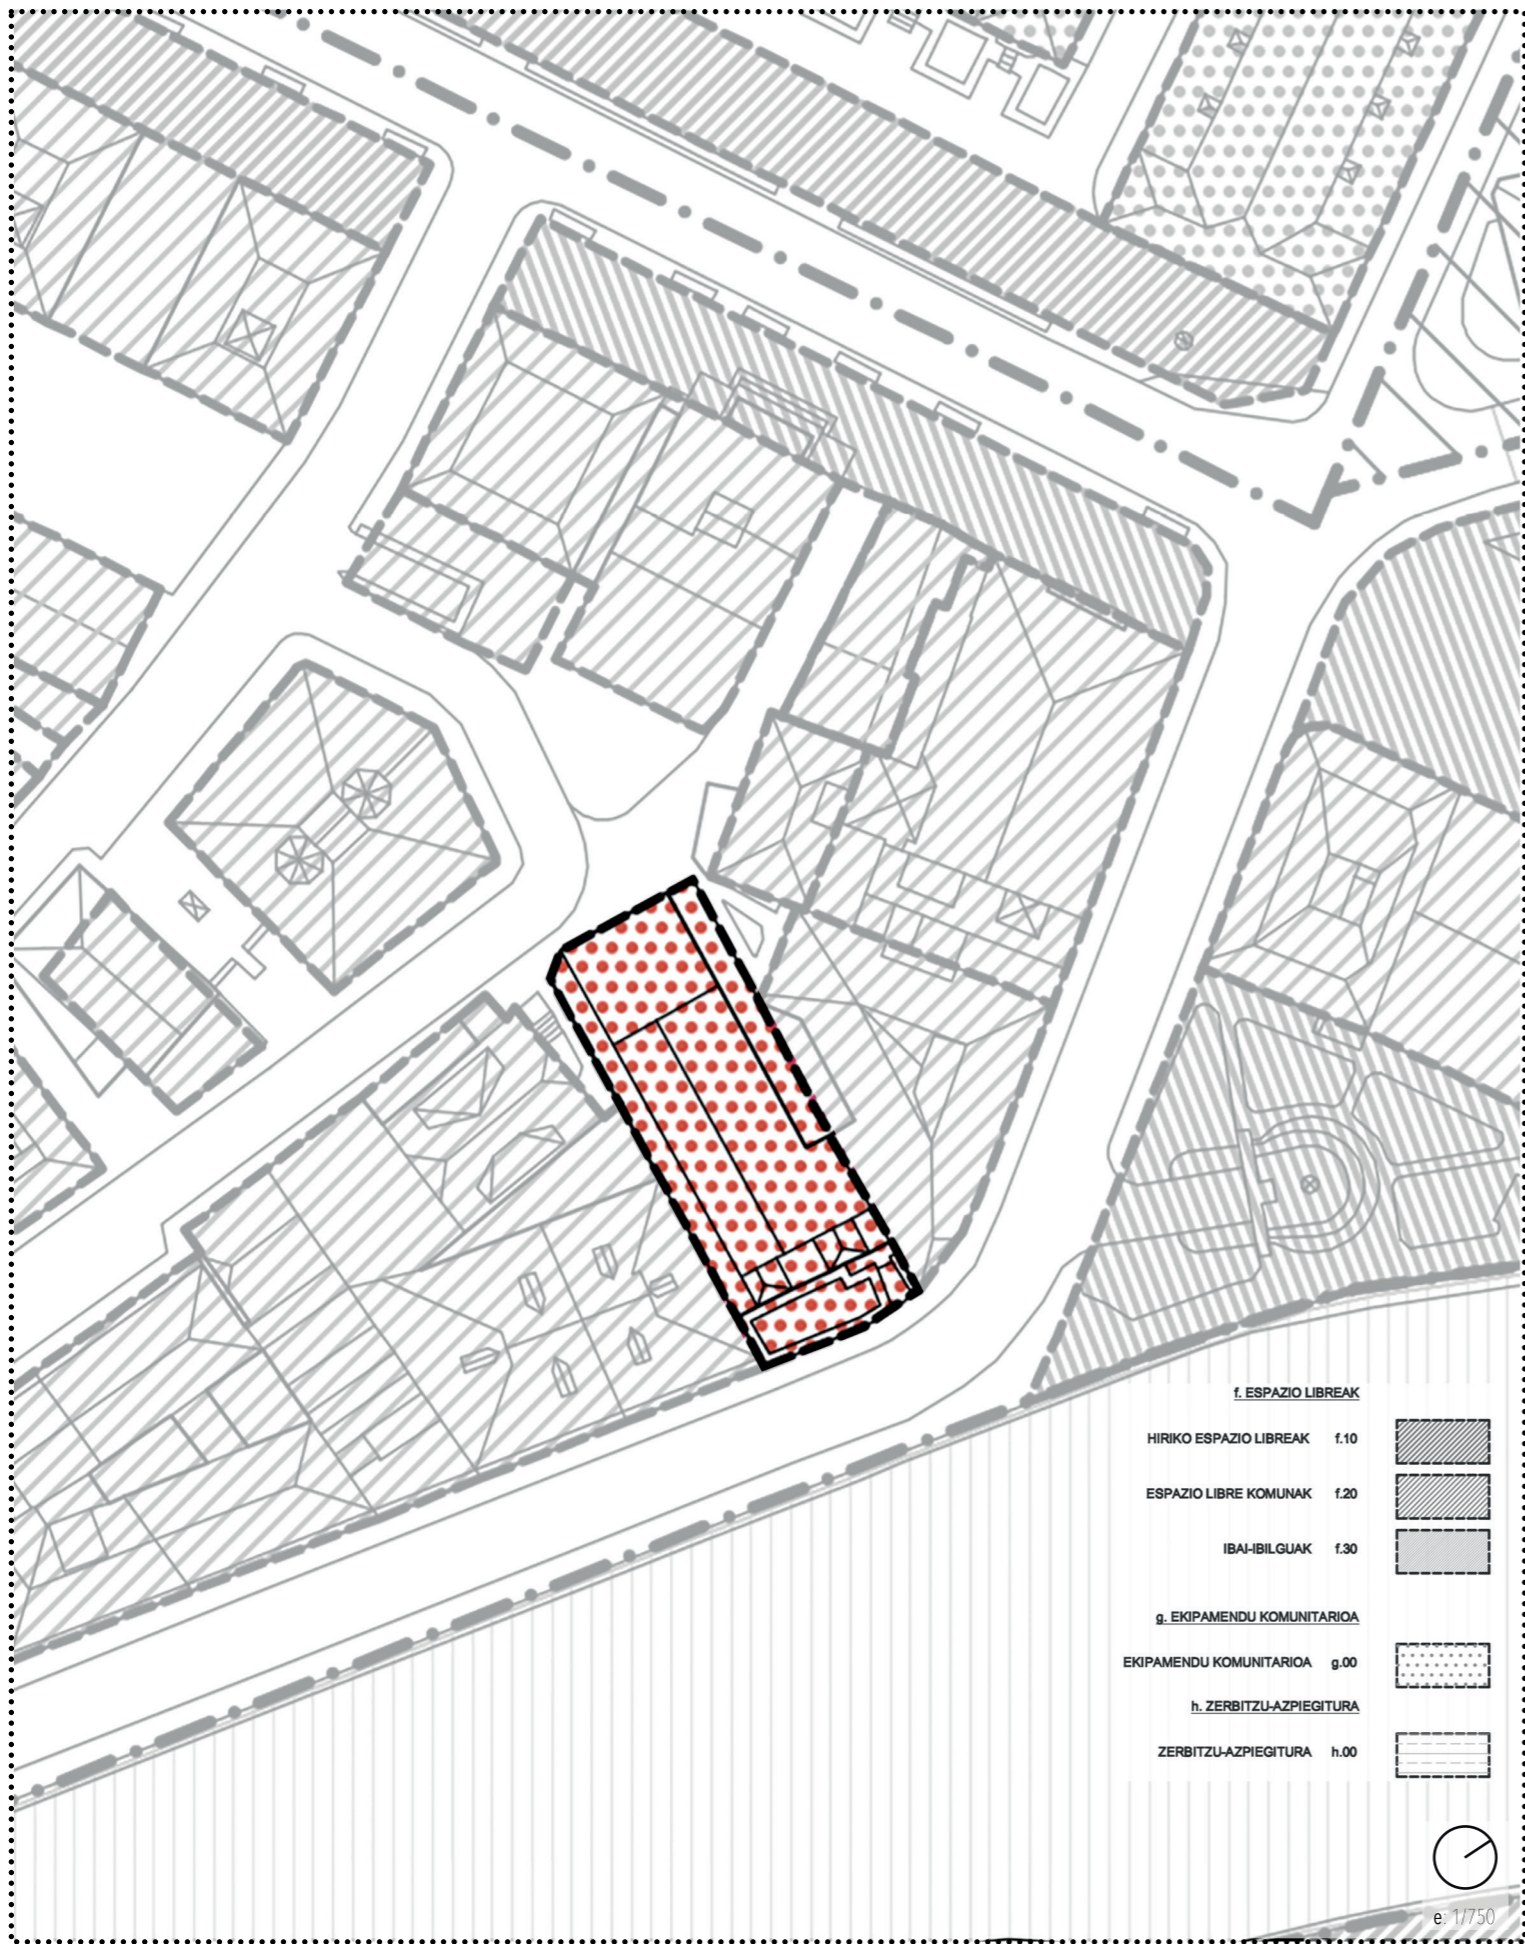 f. ESPAZIO LIBREAK
HIRIKO ESPAZIO LIBREAK f.10
ESPAZIO LIBRE KOMUNAK f.20
IBAI-IBILGUAK f.30
g. EKIPAMENDU KOMUNITARIOA
EKIPAMENDU KOMUNITARIOA g.00
h. ZERBITZU-AZPIEGITURA
ZERBITZU-AZPIEGITURA h.00
e: 1/750